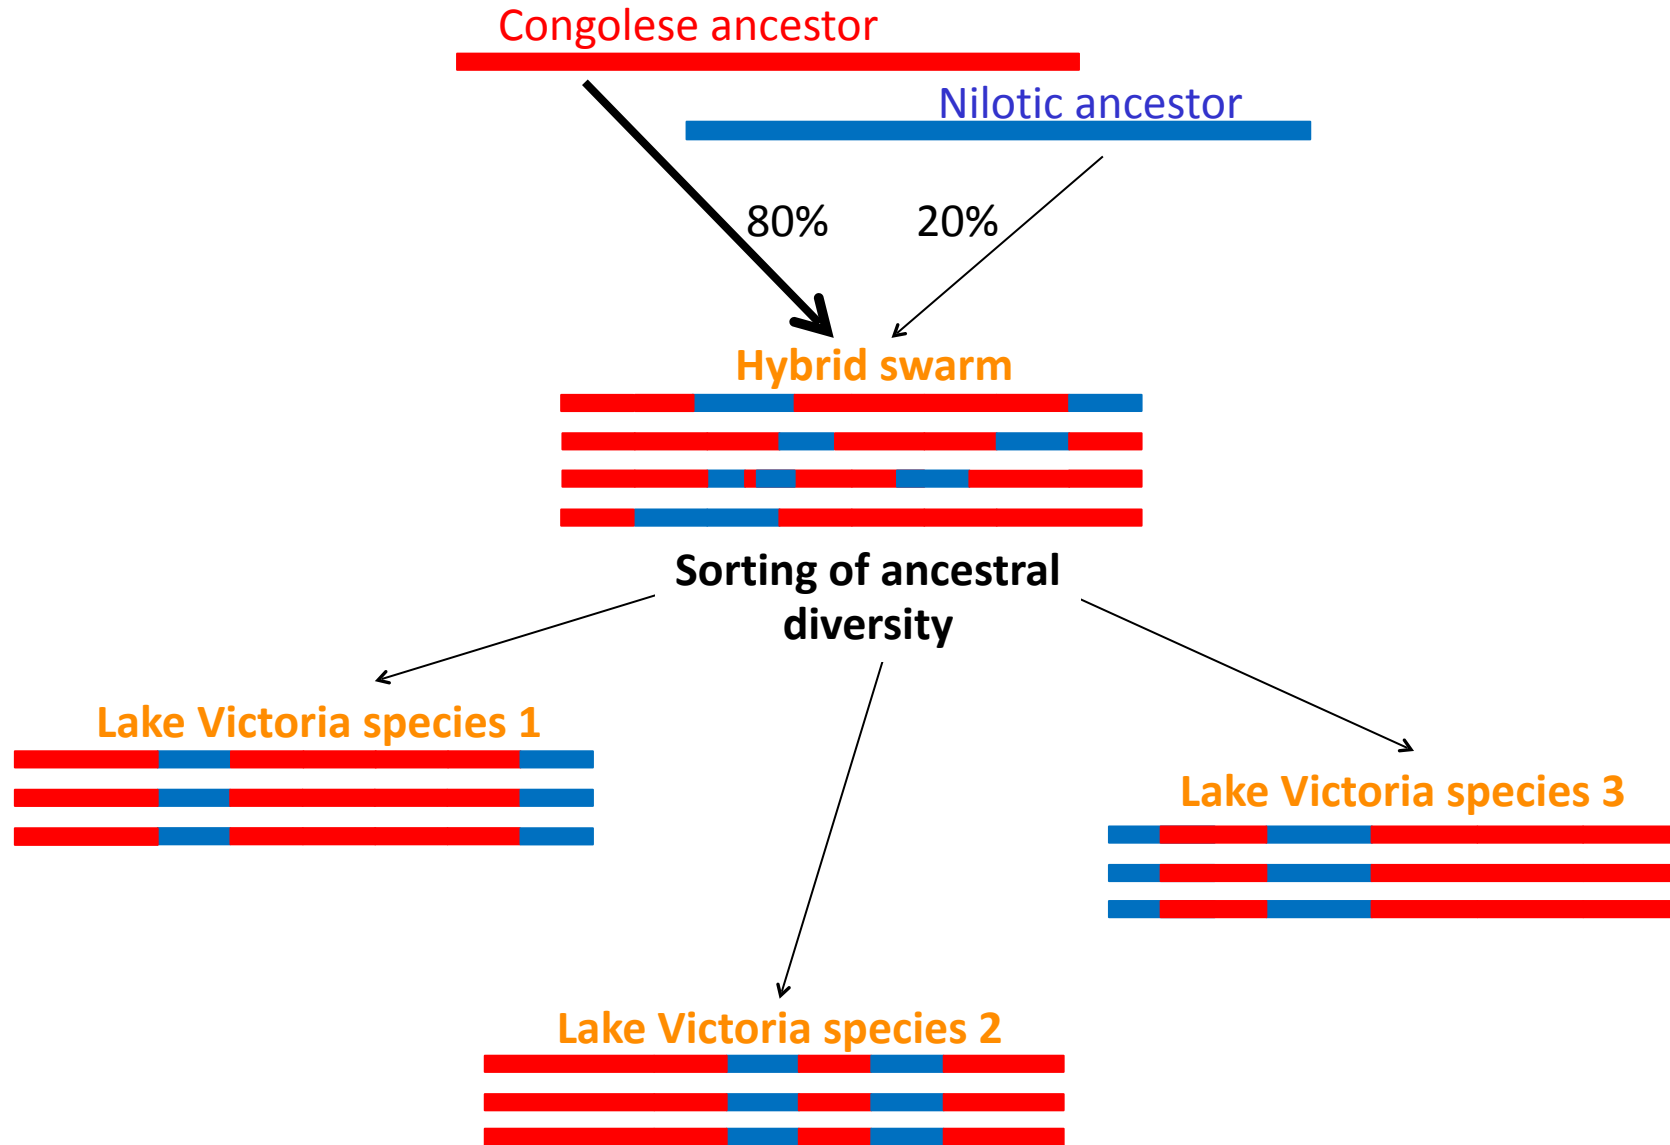 Congolese ancestor
Nilotic ancestor
80%
20%
Hybrid swarm
Sorting of ancestral
diversity
Lake Victoria species 1
Lake Victoria species 3
Lake Victoria species 2